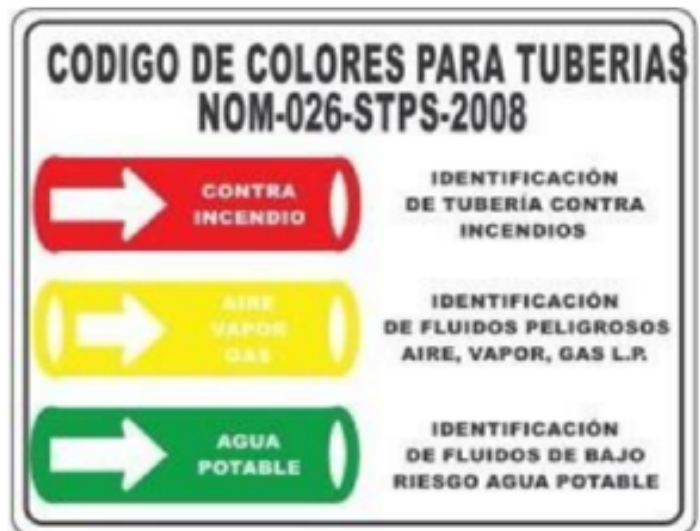 CODIGO DE COLORES PARA TUBERIAS
NOM-026-STPS-2008
CONTRA
INCENDIO
IDENTIFICACIÓN
DE TUBERÍA CONTRA
INCENDIOS
AIRE
VAPOR
GAS
IDENTIFICACIÓN
DE FLUIDOS PELIGROSOS
AIRE, VAPOR, GAS L.P.
AGUA
POTABLE
IDENTIFICACIÓN
DE FLUIDOS DE BAJO
RIESGO AGUA POTABLE